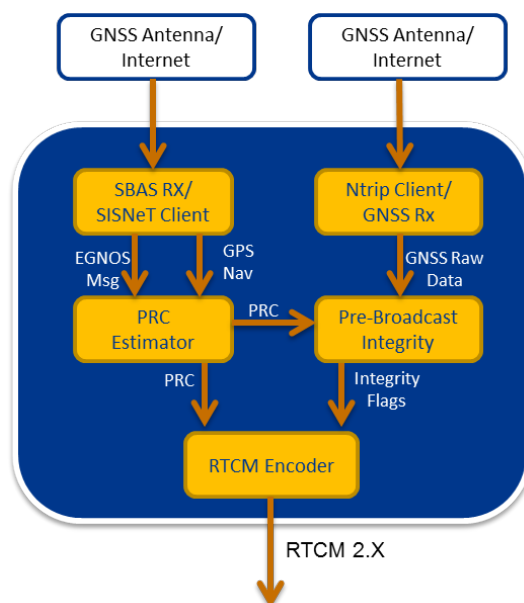 GNSS Antenna/
Internet
GNSS Antenna/
Internet
SBAS RX/
SISNeT Client
Ntrip Client/
GNSS Rx
EGNOS
Msg
GPS
Nav
GNSS Raw
Data
PRC
Estimator
PRC
Pre-Broadcast
Integrity
PRC
Integrity
Flags
RTCM Encoder
RTCM 2.X